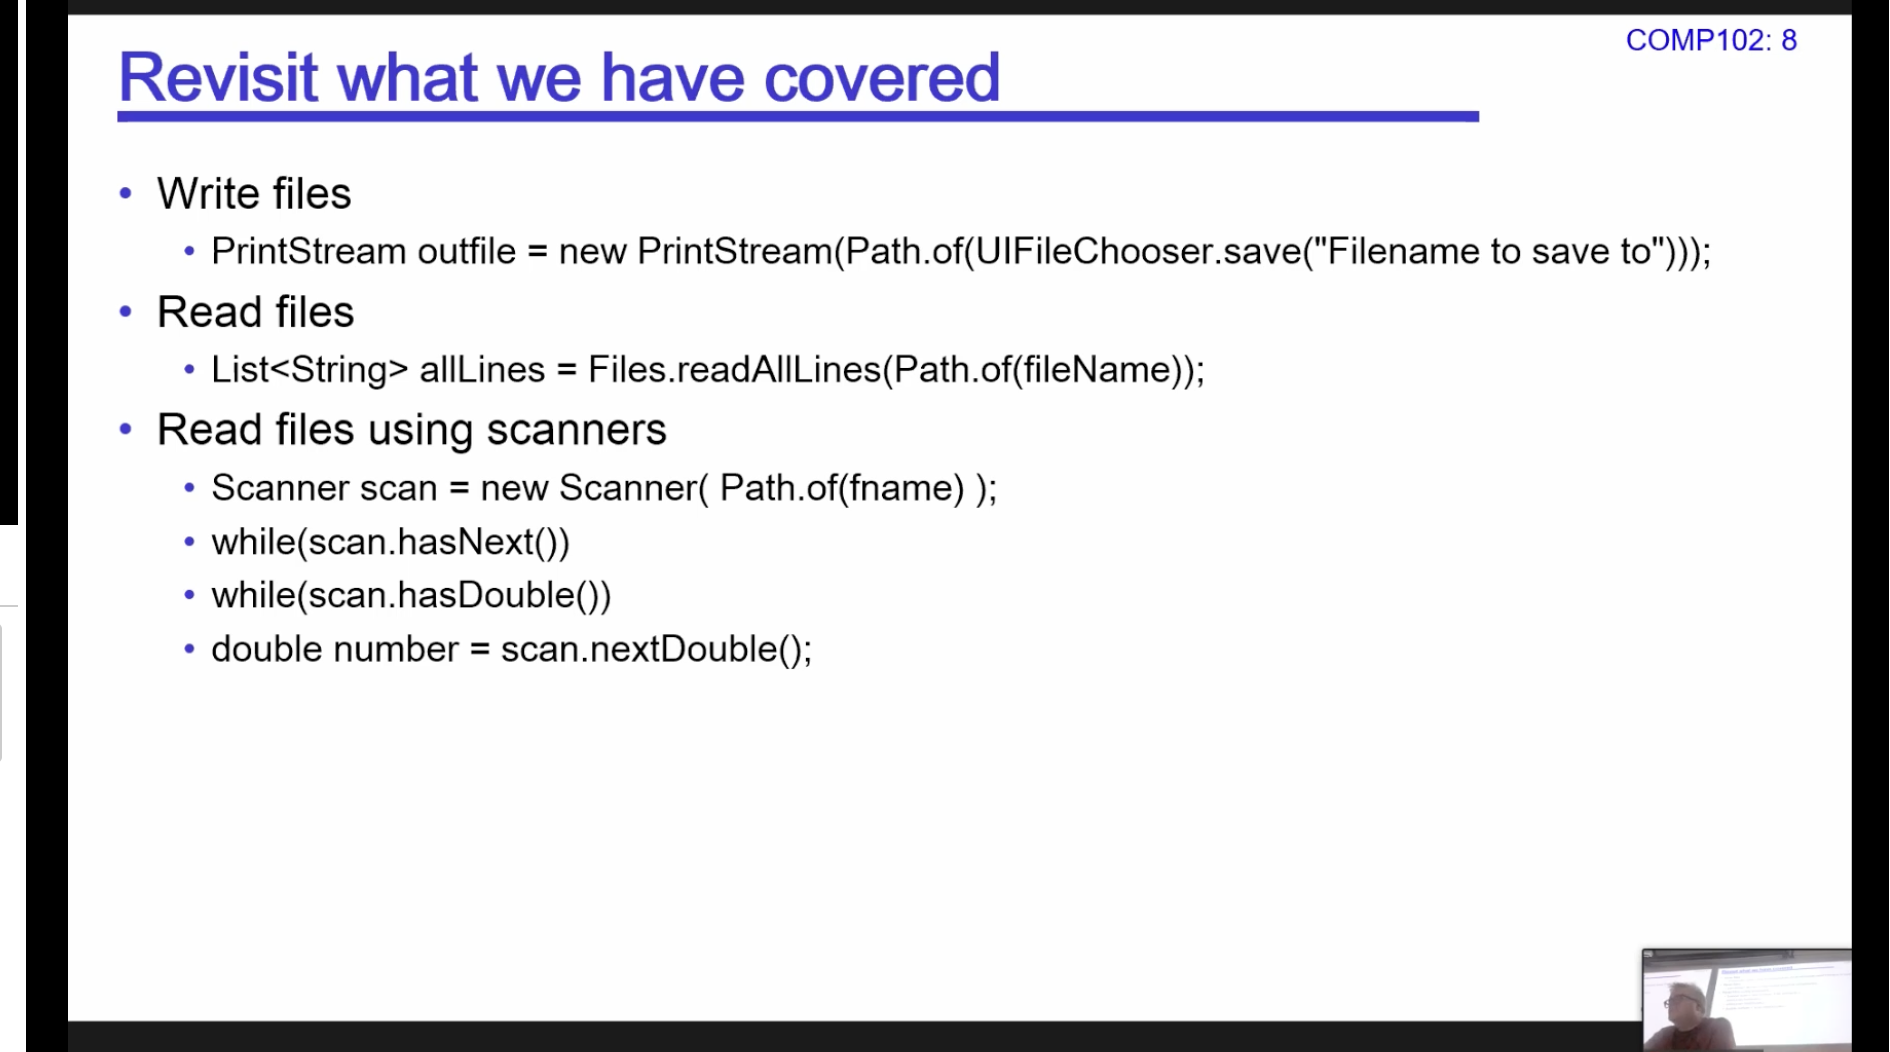 COMP102: 8
Revisit what we have covered
• Write files
• PrintStream outfile = new PrintStream(Path.of(UIFileChooser.save("Filename to save to")));
• Read files
• List<String> allLines = Files.readAllLines(Path.of(fileName));
• Read files using scanners
• Scanner scan = new Scanner( Path.of(fname) );
• while(scan.hasNext())
• while(scan.hasDouble())
• double number = scan.nextDouble();